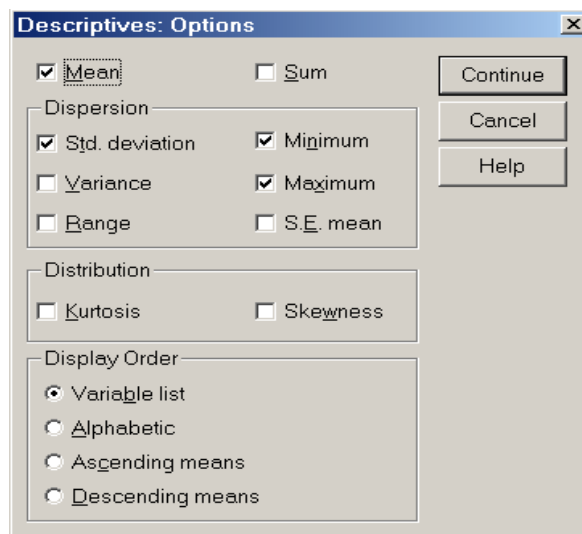 Descriptives: Options
Mean Sum Continue
Dispersion Cancel
Std. deviation Minimum Help
Variance Maximum
Range S.E. mean
Distribution
Kurtosis Skewness
Display Order
Variable list
Alphabetic
Ascending means
Descending means